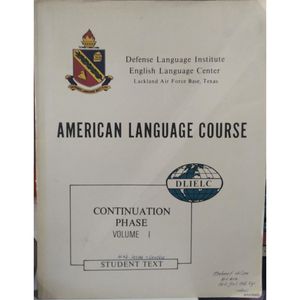 Defense Language Institute
English Language Center
Lackland Air Force Base, Texas
AMERICAN LANGUAGE COURSE
DLIELC
CONTINUATION
PHASE
VOLUME I
STUDENT TEXT